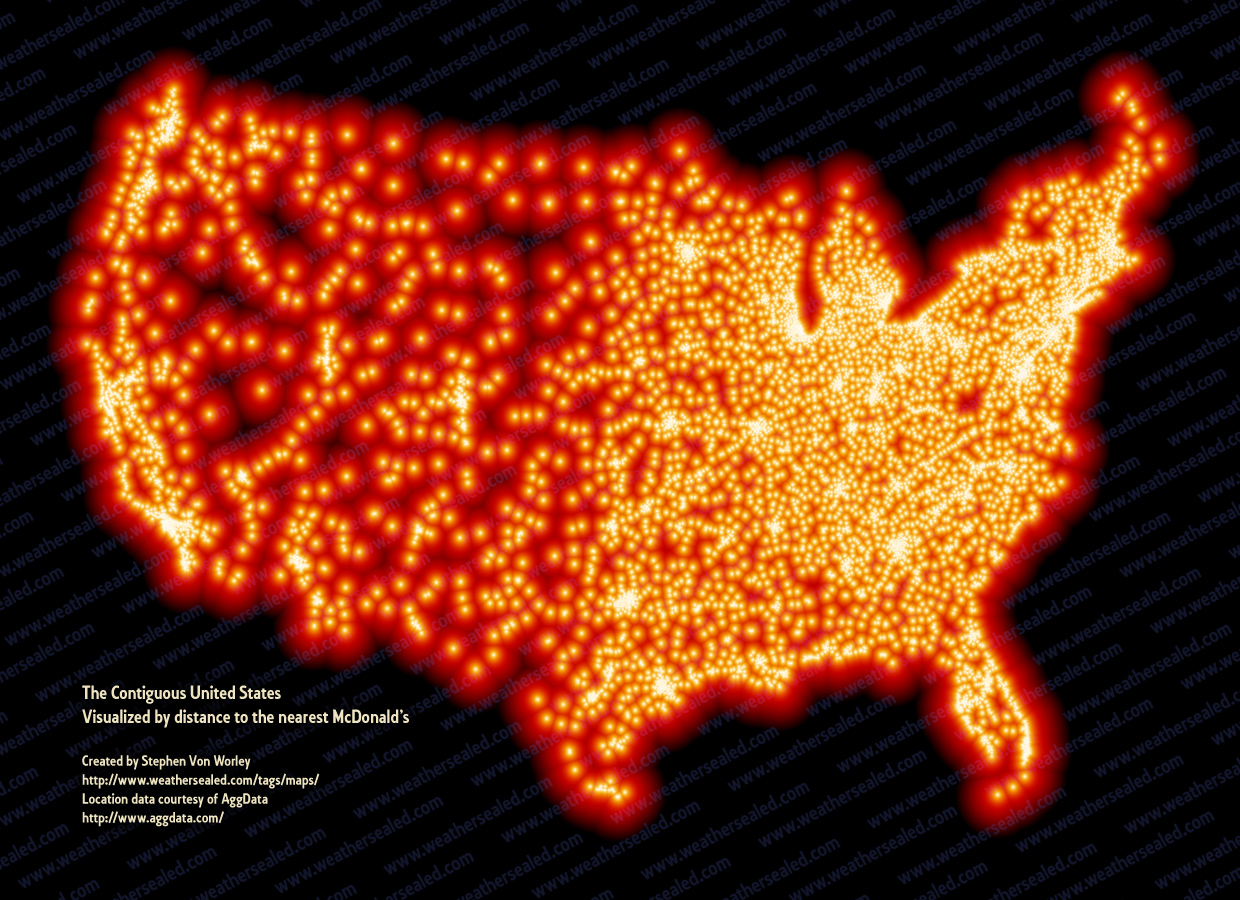 The Contiguous United States
Visualized by distance to the nearest McDonald's
Created by Stephen Von Worley
http://www.weathersealed.com/tags/maps/
Location data courtesy of AggData
http://www.aggdata.com/
www.weathersealed.com